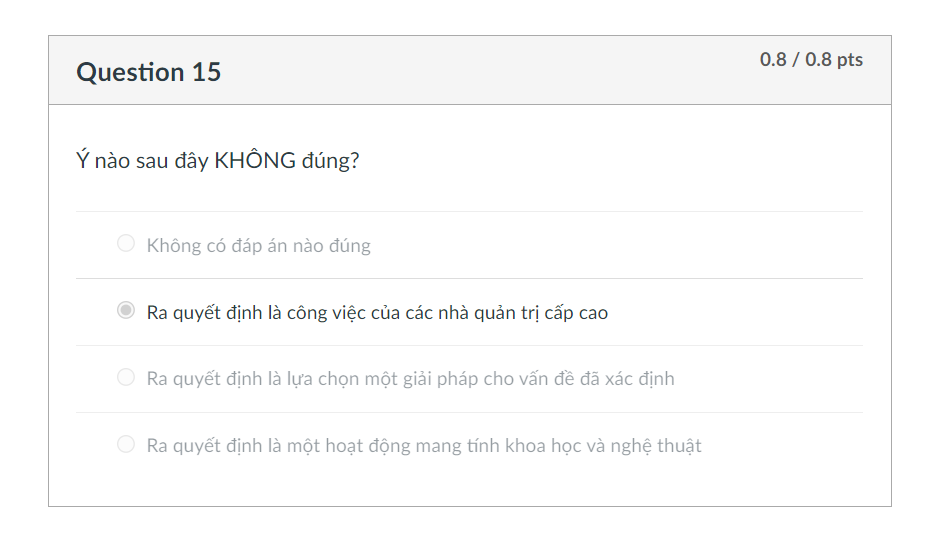 Question 15
0.8 / 0.8 pts
Ý nào sau đây KHÔNG đúng?
Không có đáp án nào đúng
Ra quyết định là công việc của các nhà quản trị cấp cao
Ra quyết định là lựa chọn một giải pháp cho vấn đề đã xác định
Ra quyết định là một hoạt động mang tính khoa học và nghệ thuật